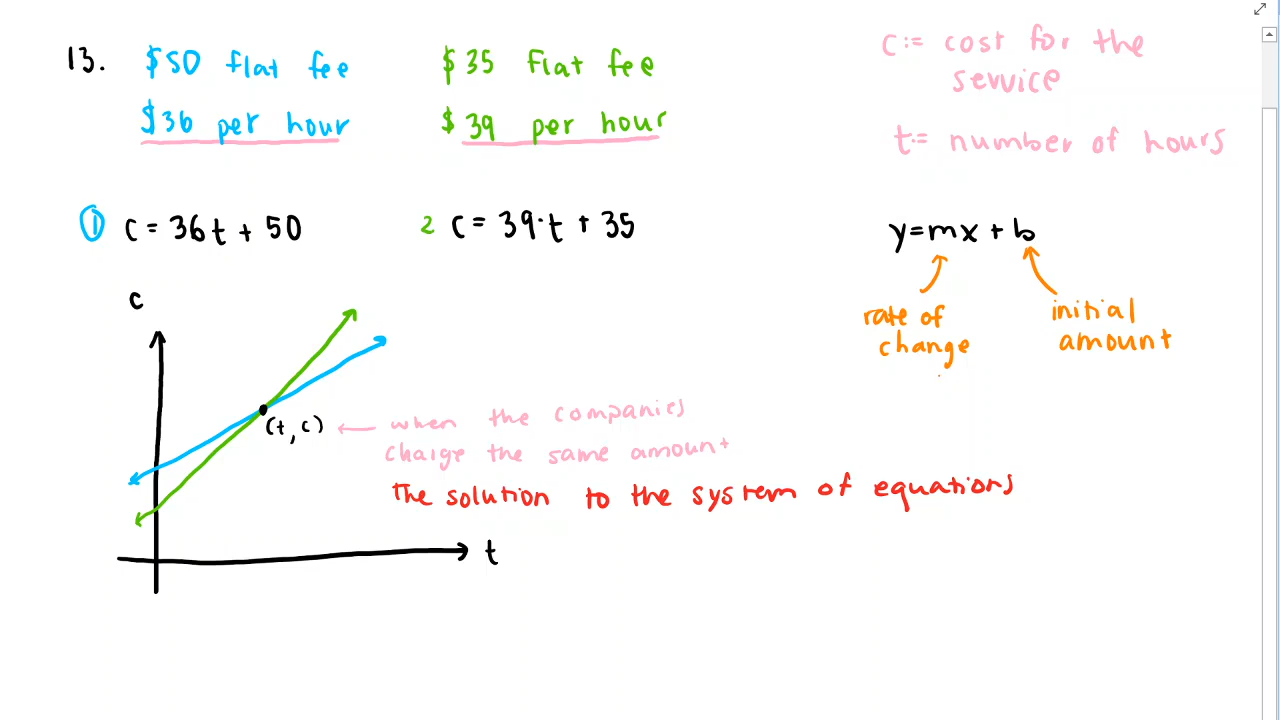 13. $50 flat fee $35 flat fee
$36 per hour $39 per hour
c:= cost for the
service
t:= number of hours
① c = 36t + 50 2 c = 39·t + 35
y = mx + b
rate of
change
initial
amount
c
(t, c) ← when the companies
charge the same amount
The solution to the system of equations
t